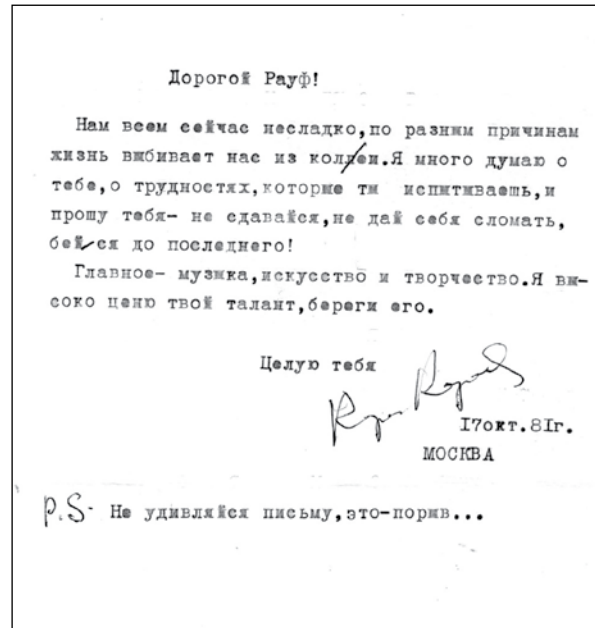 Дорогой Рауф!
Нам всем сейчас несладко,по разным причинам
жизнь выбивает нас из колеи.Я много думаю о
тебе,о трудностях,которые ты испытываешь,и
прошу тебя- не сдавайся,не дай себя сломать,
бейся до последнего!
Главное- музыка,искусство и творчество.Я вы-
соко ценю твой талант,береги его.
Целую тебя
17окт.81г.
МОСКВА
P.S- Не удивляйся письму,это-порыв...